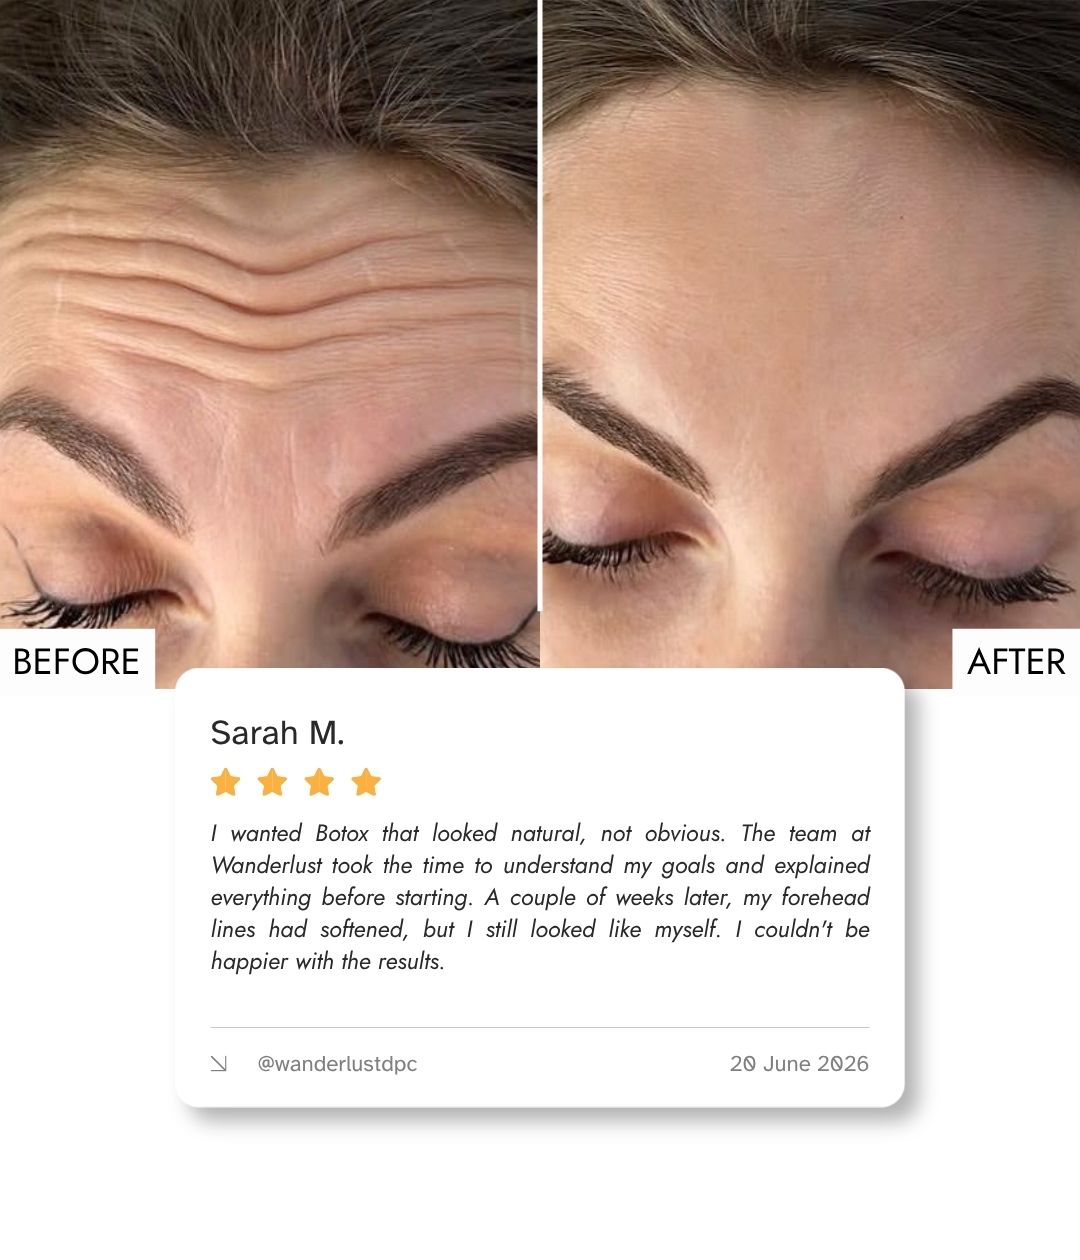 BEFORE
AFTER
Sarah M.
I wanted Botox that looked natural, not obvious. The team at
Wanderlust took the time to understand my goals and explained
everything before starting. A couple of weeks later, my forehead
lines had softened, but I still looked like myself. I couldn't be
happier with the results.
@wanderlustdpc
20 June 2026